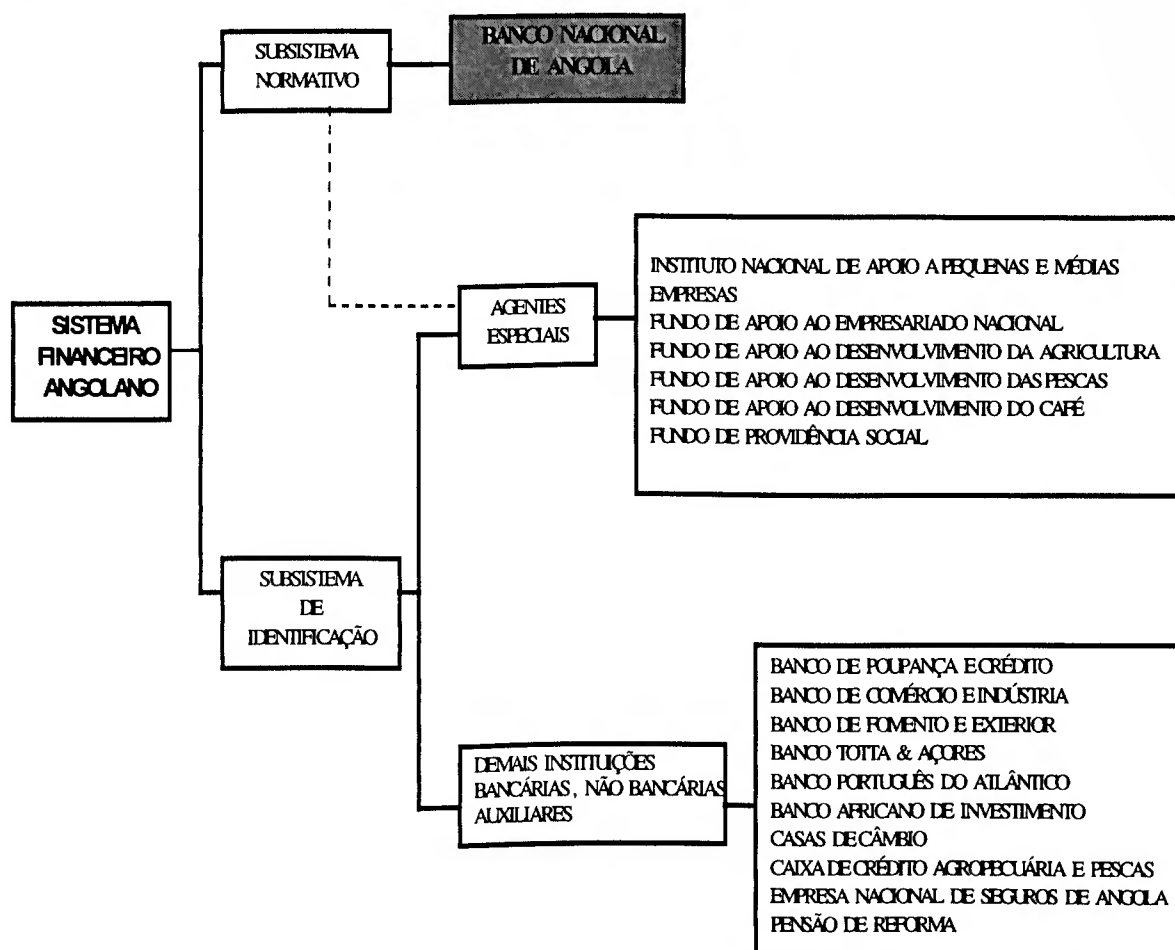 SUBSISTEMA
NORMATIVO
BANCO NACIONAL
DE ANGOLA
SISTEMA
FINANCEIRO
ANGOLANO
AGENTES
ESPECIAIS
INSTITUTO NACIONAL DE APOIO A PEQUENAS E MÉDIAS
EMPRESAS
FUNDO DE APOIO AO EMPRESARIADO NACIONAL
FUNDO DE APOIO AO DESENVOLVIMENTO DA AGRICULTURA
FUNDO DE APOIO AO DESENVOLVIMENTO DAS PESCAS
FUNDO DE APOIO AO DESENVOLVIMENTO DO CAFÉ
FUNDO DE PROVIDÊNCIA SOCIAL
SUBSISTEMA
DE
IDENTIFICAÇÃO
DEMAIS INSTITUIÇÕES
BANCÁRIAS, NÃO BANCÁRIAS
AUXILIARES
BANCO DE POUPANÇA E CRÉDITO
BANCO DE COMÉRCIO E INDÚSTRIA
BANCO DE FOMENTO E EXTERIOR
BANCO TOTTA & AÇORES
BANCO PORTUGUÊS DO ATLÂNTICO
BANCO AFRICANO DE INVESTIMENTO
CASAS DE CÂMBIO
CAIXA DE CRÉDITO AGROPECUÁRIA E PESCAS
EMPRESA NACIONAL DE SEGUROS DE ANGOLA
PENSÃO DE REFORMA